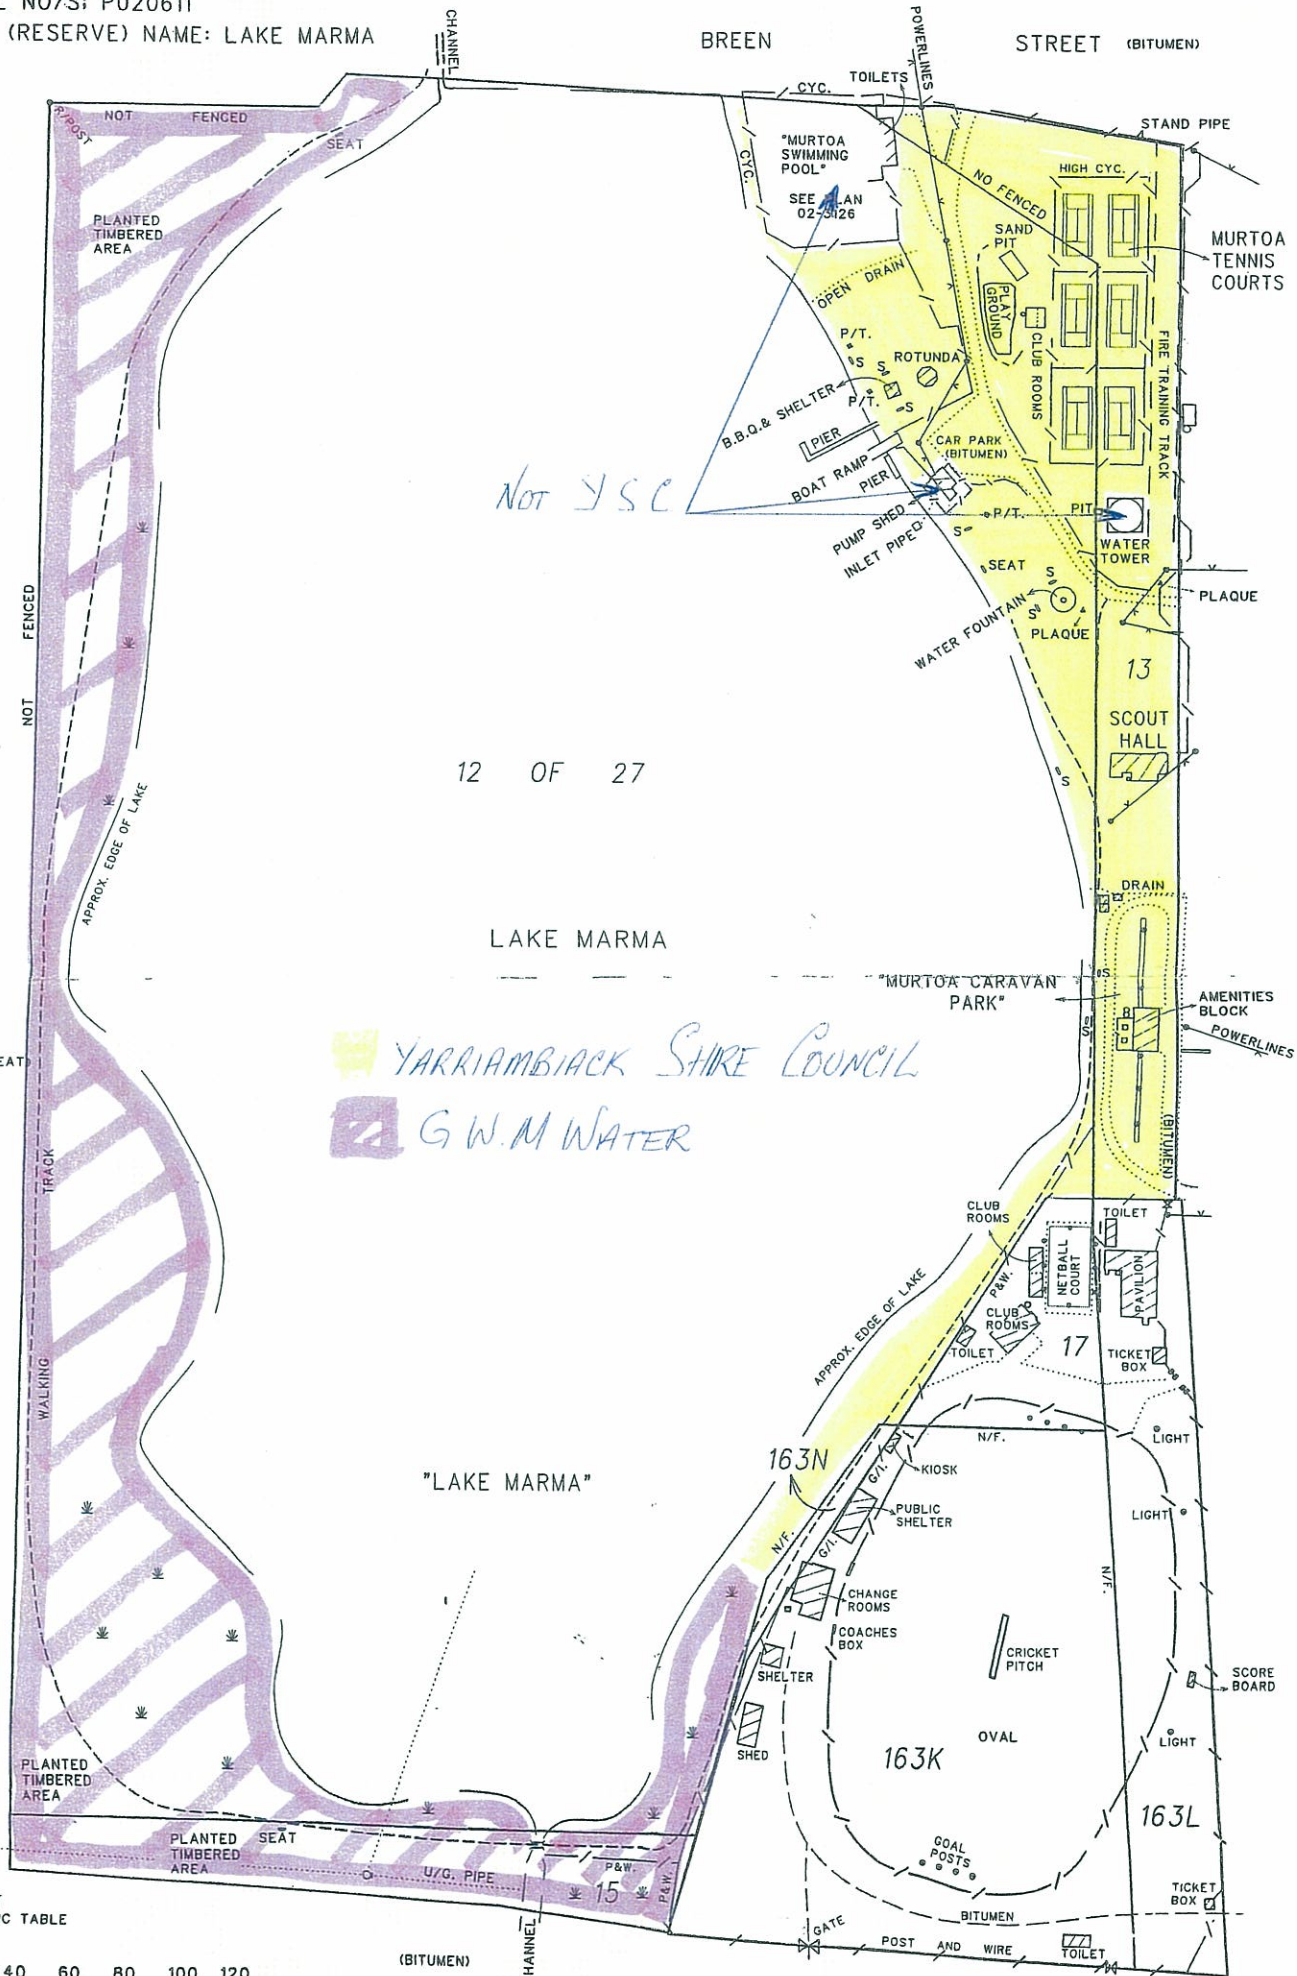 NO/S: P020611
(RESERVE) NAME: LAKE MARMA
CHANNEL
BREEN
POWERLINES
STREET (BITUMEN)
TOILETS
CYC.
STAND PIPE
R/POST
NOT FENCED
SEAT
"MURTOA
SWIMMING
POOL"
SEE PLAN
02-3126
CYC.
NO FENCED
HIGH CYC.
PLANTED
TIMBERED
AREA
SAND
PIT
MURTOA
TENNIS
COURTS
OPEN DRAIN
PLAY
GROUND
CLUB ROOMS
FIRE TRAINING TRACK
P/T.
S
S
ROTUNDA
B.B.Q.& SHELTER
P/T.
S
PIER
CAR PARK
(BITUMEN)
BOAT RAMP
PIER
NOT YSC
PUMP SHED
INLET PIPE
P/T.
PIT
S
WATER
TOWER
SEAT
S
PLAQUE
WATER FOUNTAIN
S
PLAQUE
NOT FENCED
13
SCOUT
HALL
12 OF 27
S
APPROX. EDGE OF LAKE
DRAIN
LAKE MARMA
S
"MURTOA CARAVAN
PARK"
AMENITIES
BLOCK
S
POWERLINES
YARRIAMBIACK SHIRE COUNCIL
G W.M WATER
(BITUMEN)
WALKING TRACK
CLUB
ROOMS
TOILET
NETBALL
COURT
PAVILION
P&W.
CLUB
ROOMS
APPROX. EDGE OF LAKE
TOILET
17
TICKET
BOX
N/F.
LIGHT
163N
G/I.
KIOSK
"LAKE MARMA"
PUBLIC
SHELTER
LIGHT
N/F.
G/I.
N/F.
CHANGE
ROOMS
COACHES
BOX
CRICKET
PITCH
SHELTER
SCORE
BOARD
SHED
OVAL
LIGHT
163K
PLANTED
TIMBERED
AREA
163L
PLANTED
TIMBERED
AREA
SEAT
GOAL
POSTS
U/G. PIPE
P&W.
15
P&W.
TICKET
BOX
C TABLE
BITUMEN
GATE
POST AND WIRE
TOILET
(BITUMEN)
HANNEL
40 60 80 100 120